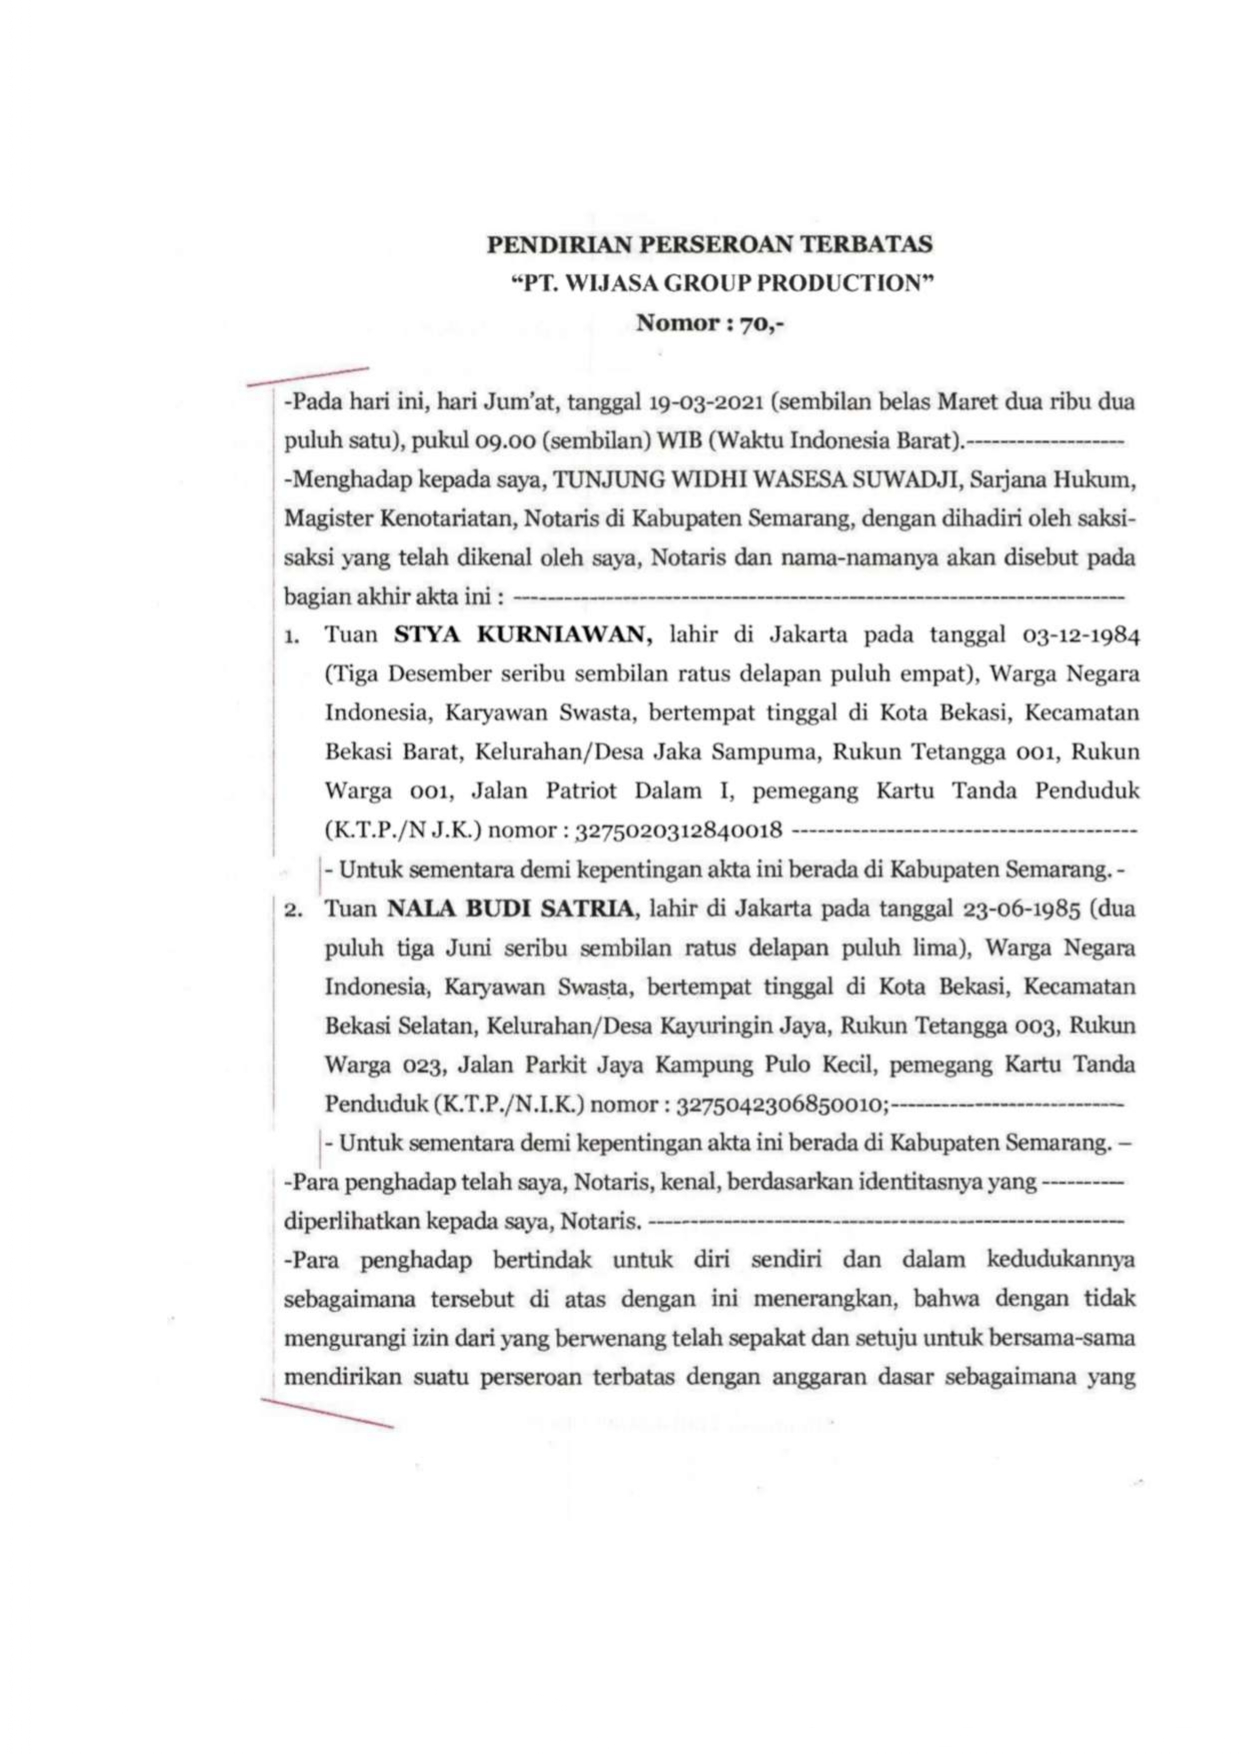 PENDIRIAN PERSEROAN TERBATAS
“PT. WIJASA GROUP PRODUCTION”
Nomor : 70,-
-Pada hari ini, hari Jum’at, tanggal 19-03-2021 (sembilan belas Maret dua ribu dua
puluh satu), pukul 09.00 (sembilan) WIB (Waktu Indonesia Barat).-------------------
-Menghadap kepada saya, TUNJUNG WIDHI WASESA SUWADJI, Sarjana Hukum,
Magister Kenotariatan, Notaris di Kabupaten Semarang, dengan dihadiri oleh saksi-
saksi yang telah dikenal oleh saya, Notaris dan nama-namanya akan disebut pada
bagian akhir akta ini : --------------------------------------------------------------------------
1. Tuan STYA KURNIAWAN, lahir di Jakarta pada tanggal 03-12-1984
(Tiga Desember seribu sembilan ratus delapan puluh empat), Warga Negara
Indonesia, Karyawan Swasta, bertempat tinggal di Kota Bekasi, Kecamatan
Bekasi Barat, Kelurahan/Desa Jaka Sampuma, Rukun Tetangga 001, Rukun
Warga 001, Jalan Patriot Dalam I, pemegang Kartu Tanda Penduduk
(K.T.P./N J.K.) nomor : 3275020312840018 -----------------------------------------
- Untuk sementara demi kepentingan akta ini berada di Kabupaten Semarang. -
2. Tuan NALA BUDI SATRIA, lahir di Jakarta pada tanggal 23-06-1985 (dua
puluh tiga Juni seribu sembilan ratus delapan puluh lima), Warga Negara
Indonesia, Karyawan Swasta, bertempat tinggal di Kota Bekasi, Kecamatan
Bekasi Selatan, Kelurahan/Desa Kayuringin Jaya, Rukun Tetangga 003, Rukun
Warga 023, Jalan Parkit Jaya Kampung Pulo Kecil, pemegang Kartu Tanda
Penduduk (K.T.P./N.I.K.) nomor : 3275042306850010;----------------------------
- Untuk sementara demi kepentingan akta ini berada di Kabupaten Semarang. –
-Para penghadap telah saya, Notaris, kenal, berdasarkan identitasnya yang ----------
diperlihatkan kepada saya, Notaris. ---------------------------------------------------------
-Para penghadap bertindak untuk diri sendiri dan dalam kedudukannya
sebagaimana tersebut di atas dengan ini menerangkan, bahwa dengan tidak
mengurangi izin dari yang berwenang telah sepakat dan setuju untuk bersama-sama
mendirikan suatu perseroan terbatas dengan anggaran dasar sebagaimana yang